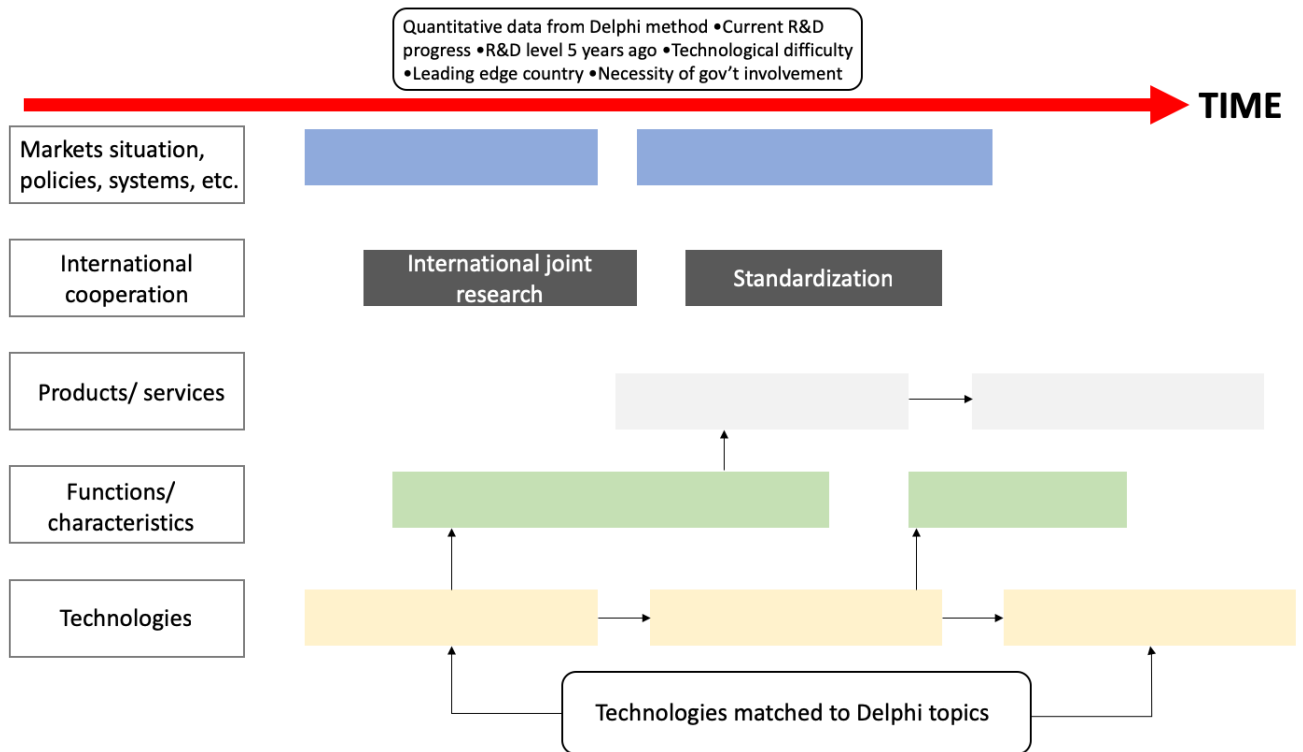 Quantitative data from Delphi method •Current R&D
progress •R&D level 5 years ago •Technological difficulty
•Leading edge country •Necessity of gov't involvement
TIME
Markets situation,
policies, systems, etc.
International
cooperation
International joint
research
Standardization
Products/ services
Functions/
characteristics
Technologies
Technologies matched to Delphi topics